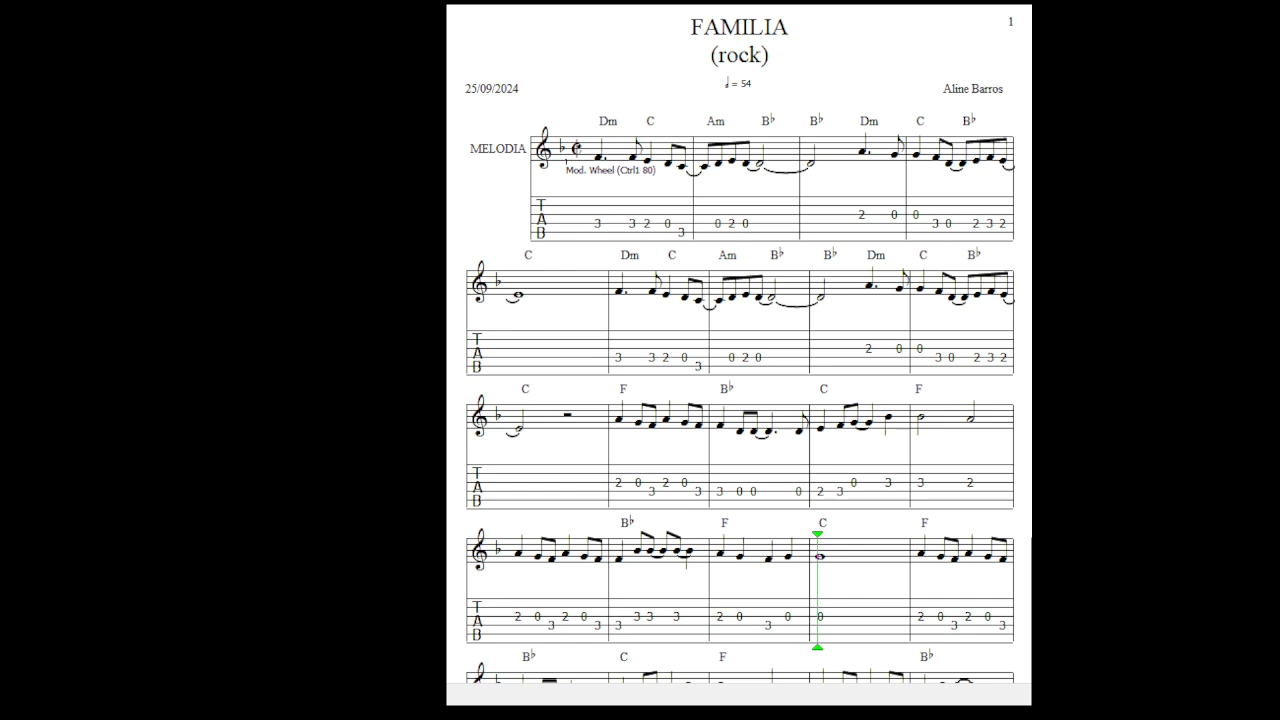 1
FAMILIA
(rock)
= 54
25/09/2024
Aline Barros
Dm C Am B♭ B♭ Dm C B♭
MELODIA
1
Mod. Wheel (Ctrl1 80)
T
A
B
3 3 2 0 3 0 2 0 2 0 0 3 0 2 3 2
C Dm C Am B♭ B♭ Dm C B♭
T
A
B
3 3 2 0 3 0 2 0 2 0 0 3 0 2 3 2
C F B♭ C F
T
A
B
2 0 3 2 0 3 3 0 0 0 2 3 0 3 3 2
B♭ F C F
T
A
B
2 0 3 2 0 3 3 3 3 3 2 0 3 0 0 2 0 3 2 0 3
B♭ C F B♭